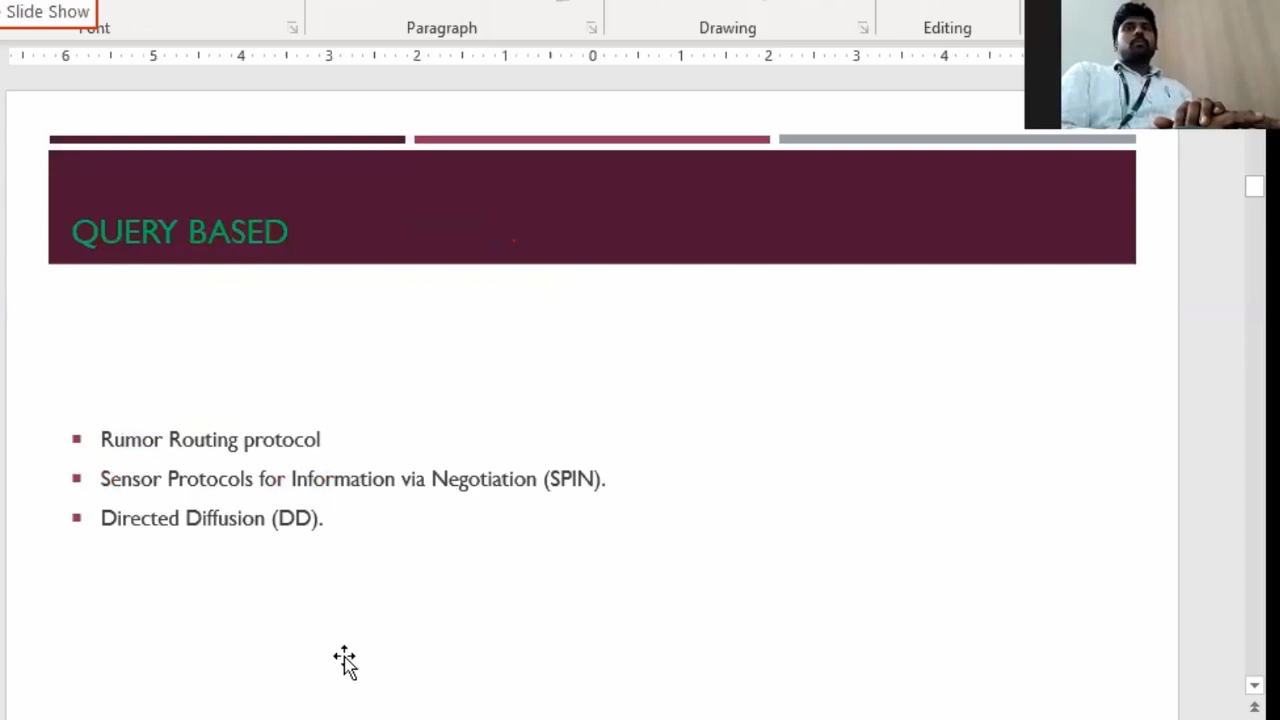 Slide Show
Font
Paragraph
Drawing
Editing
6 5 4 3 2 1 0 1 2 3 4
QUERY BASED
Rumor Routing protocol
Sensor Protocols for Information via Negotiation (SPIN).
Directed Diffusion (DD).